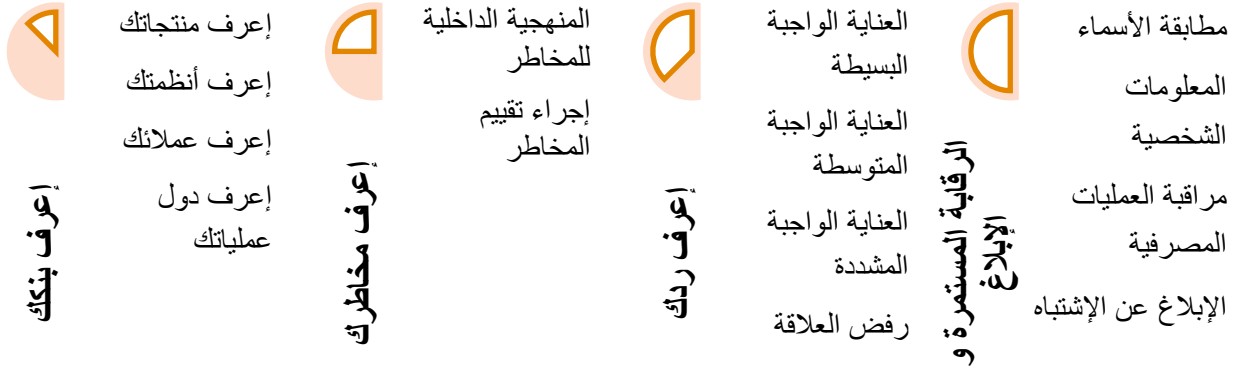 إعرف بنكك
إعرف منتجاتك
إعرف أنظمتك
إعرف عملائك
إعرف دول
عملياتك
إعرف مخاطرك
المنهجية الداخلية
للمخاطر
إجراء تقييم
المخاطر
إعرف ردك
العناية الواجبة
البسيطة
العناية الواجبة
المتوسطة
العناية الواجبة
المشددة
رفض العلاقة
الرقابة المستمرة و
الإبلاغ
مطابقة الأسماء
المعلومات
الشخصية
مراقبة العمليات
المصرفية
الإبلاغ عن الإشتباه